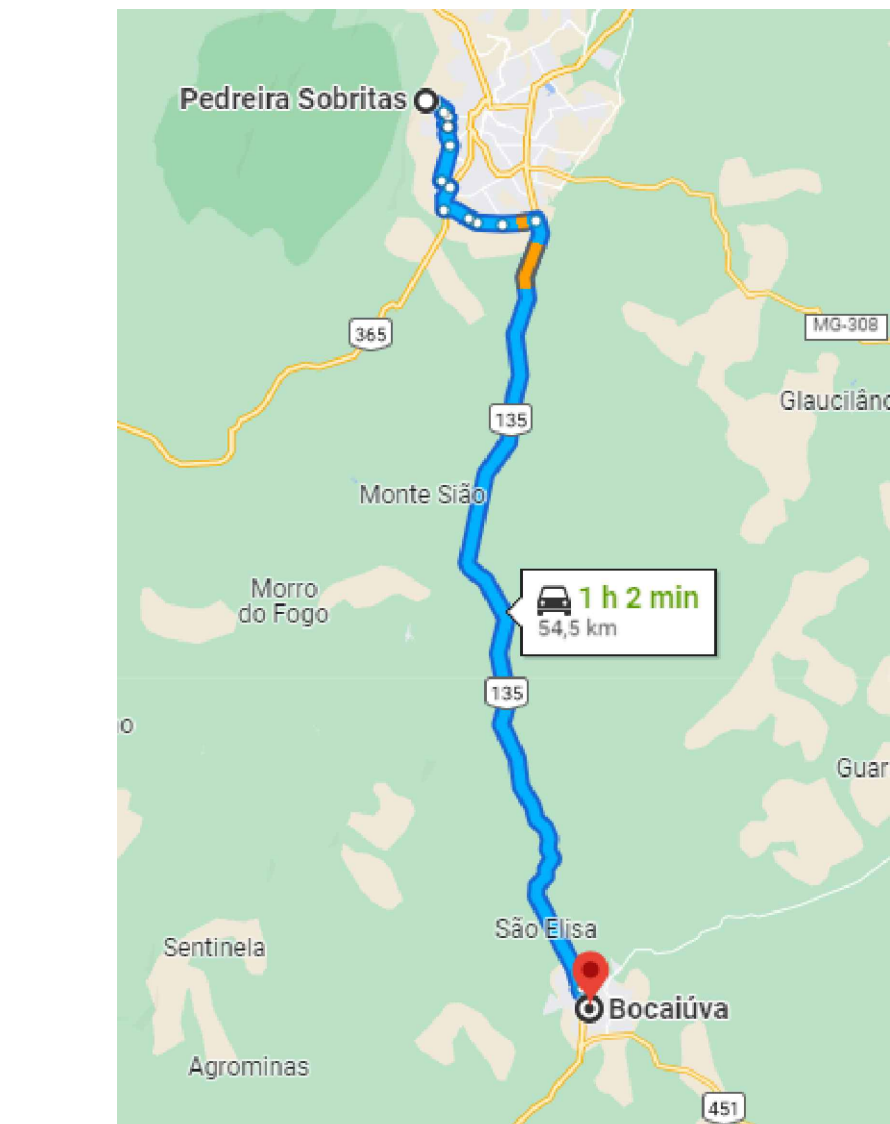 Pedreira Sobritas
MG-308
365
Glaucilânc
135
Monte Sião
1 h 2 min
54,5 km
Morro
do Fogo
135
Guar
São Elisa
Sentinela
Bocaiúva
Agrominas
451